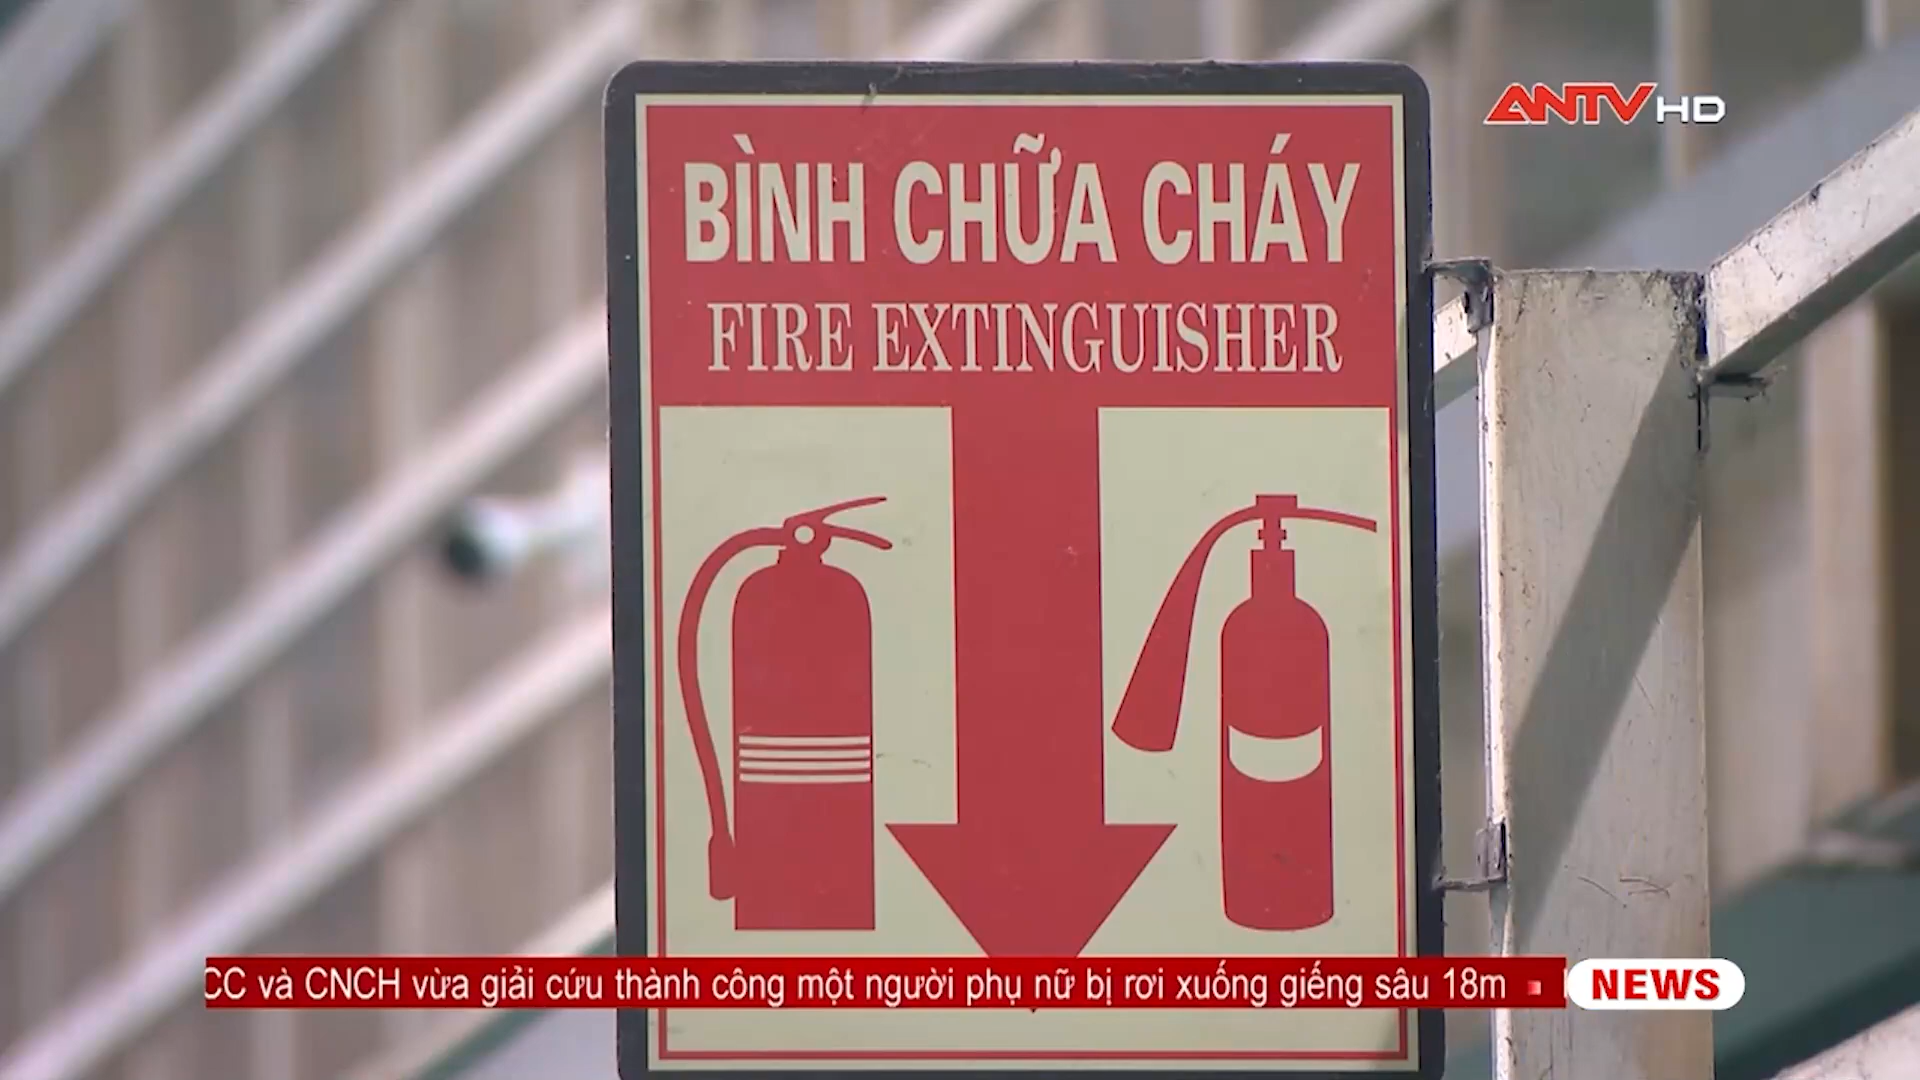 ANTV HD
BÌNH CHỮA CHÁY
FIRE EXTINGUISHER
CC và CNCH vừa giải cứu thành công một người phụ nữ bị rơi xuống giếng sâu 18m
NEWS